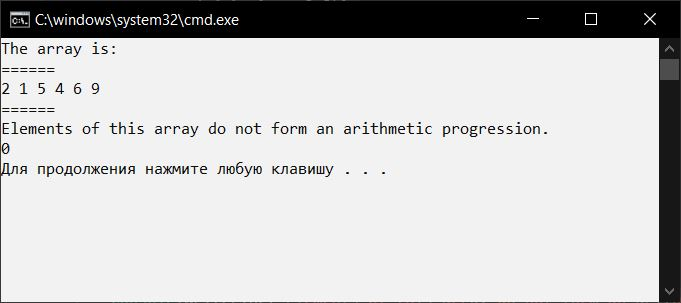 C:\windows\system32\cmd.exe
The array is:
======
2 1 5 4 6 9
======
Elements of this array do not form an arithmetic progression.
0
Для продолжения нажмите любую клавишу . . .